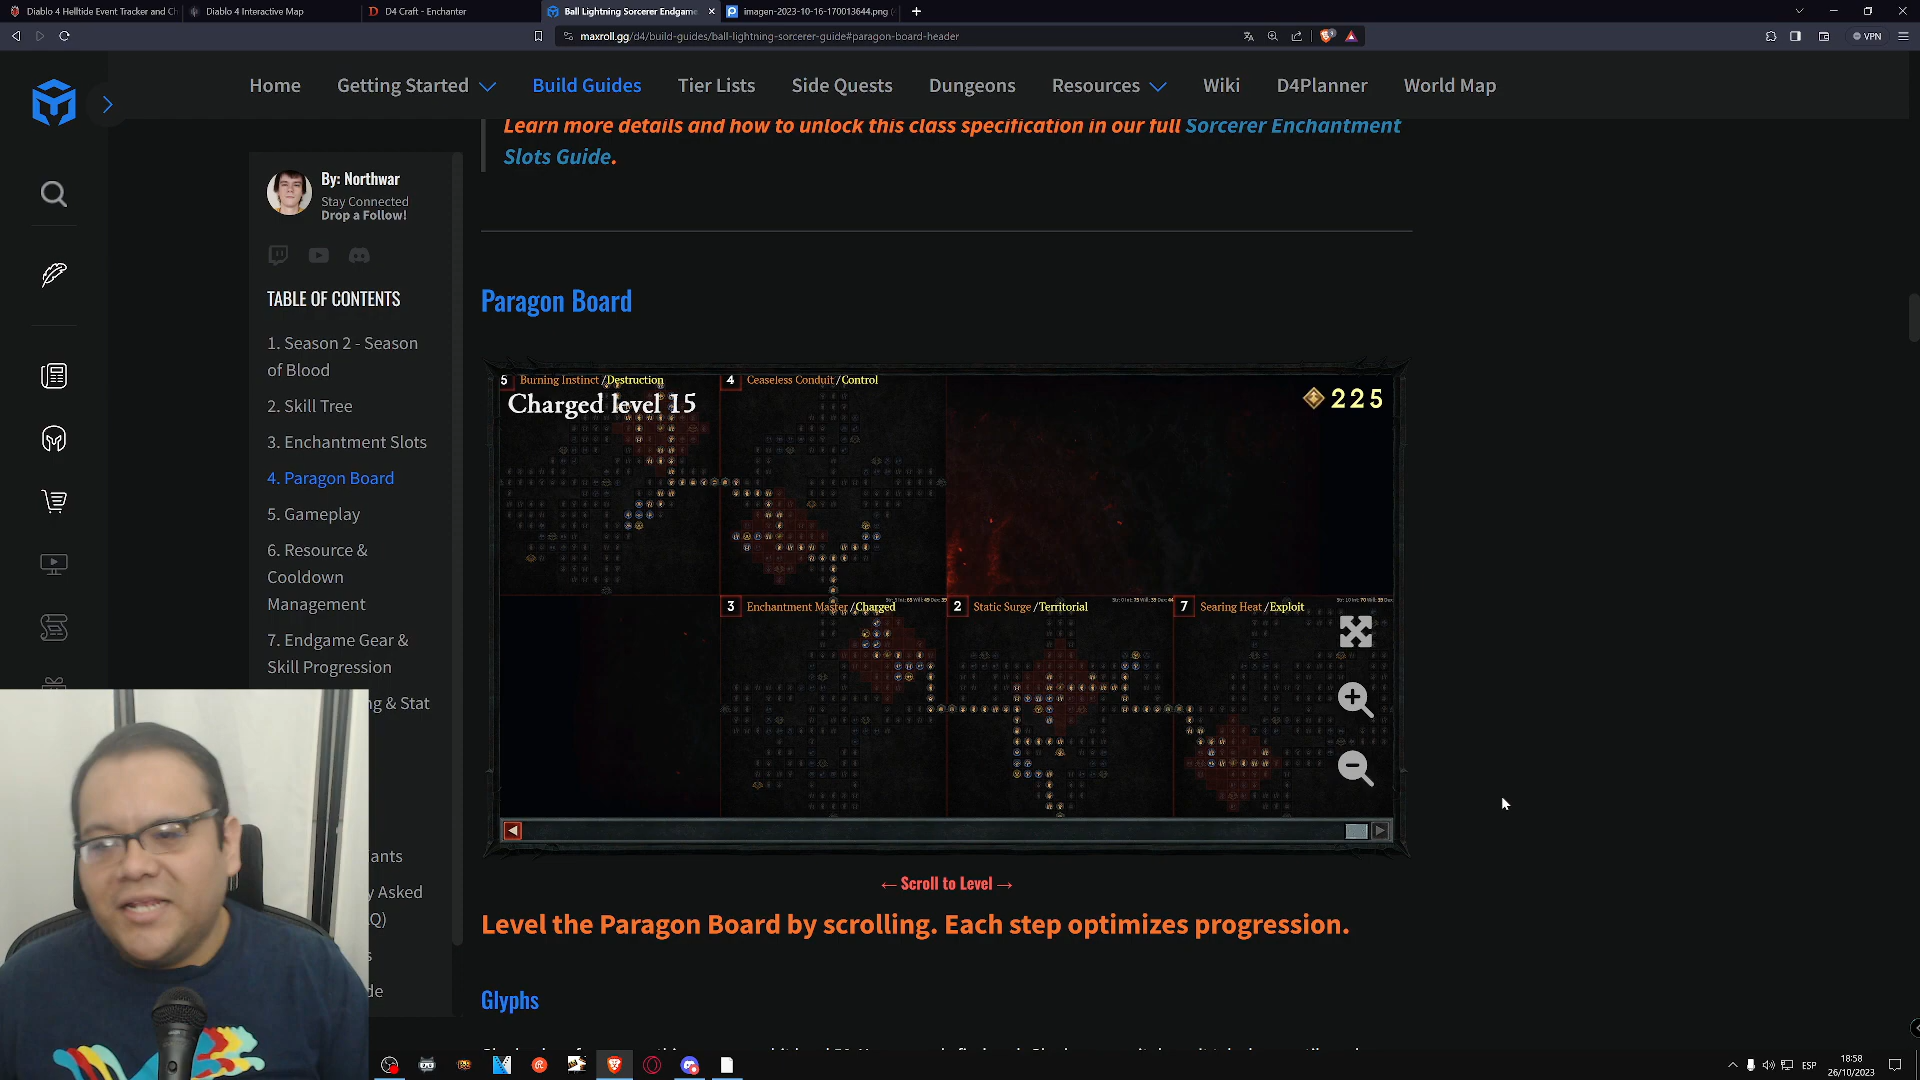 Diablo 4 Helltide Event Tracker and Ch
Diablo 4 Interactive Map
D4 Craft - Enchanter
Ball Lightning Sorcerer Endgame
imagen-2023-10-16-170013644.png (
maxroll.gg/d4/build-guides/ball-lightning-sorcerer-guide#paragon-board-header
VPN
Home
Getting Started
Build Guides
Tier Lists
Side Quests
Dungeons
Resources
Wiki
D4Planner
World Map
Learn more details and how to unlock this class specification in our full Sorcerer Enchantment
Slots Guide.
By: Northwar
Stay Connected
Drop a Follow!
TABLE OF CONTENTS
1. Season 2 - Season
of Blood
2. Skill Tree
3. Enchantment Slots
4. Paragon Board
5. Gameplay
6. Resource &
Cooldown
Management
7. Endgame Gear &
Skill Progression
g & Stat
ants
y Asked
Q)
s
de
Paragon Board
5 Burning Instinct /Destruction
4 Ceaseless Conduit /Control
Charged level 15
225
3 Enchantment Master /Charged
2 Static Surge /Territorial
7 Searing Heat /Exploit
← Scroll to Level →
Level the Paragon Board by scrolling. Each step optimizes progression.
Glyphs
ESP
18:58
26/10/2023